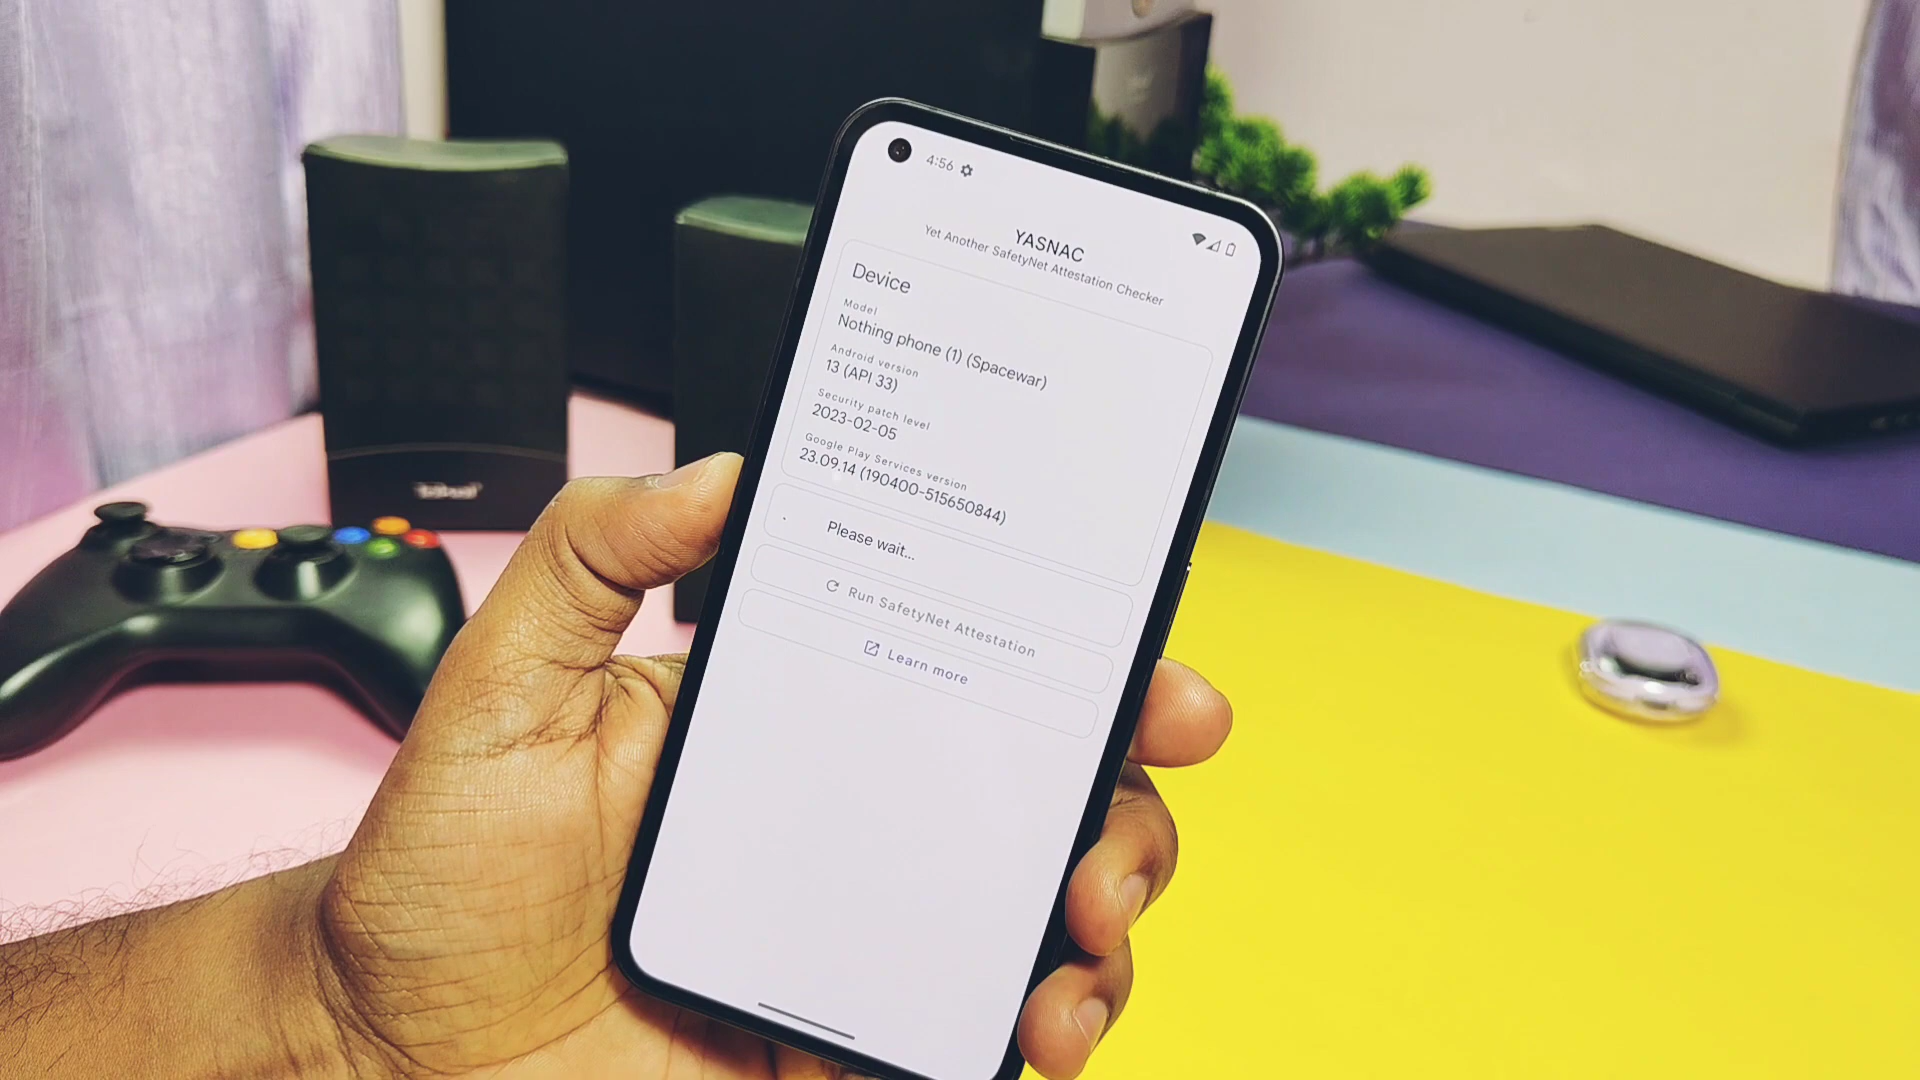 4:56
YASNAC
Yet Another SafetyNet Attestation Checker
Device
Model
Nothing phone (1) (Spacewar)
Android version
13 (API 33)
Security patch level
2023-02-05
Google Play Services version
23.09.14 (190400-515650844)
Please wait...
Run SafetyNet Attestation
Learn more